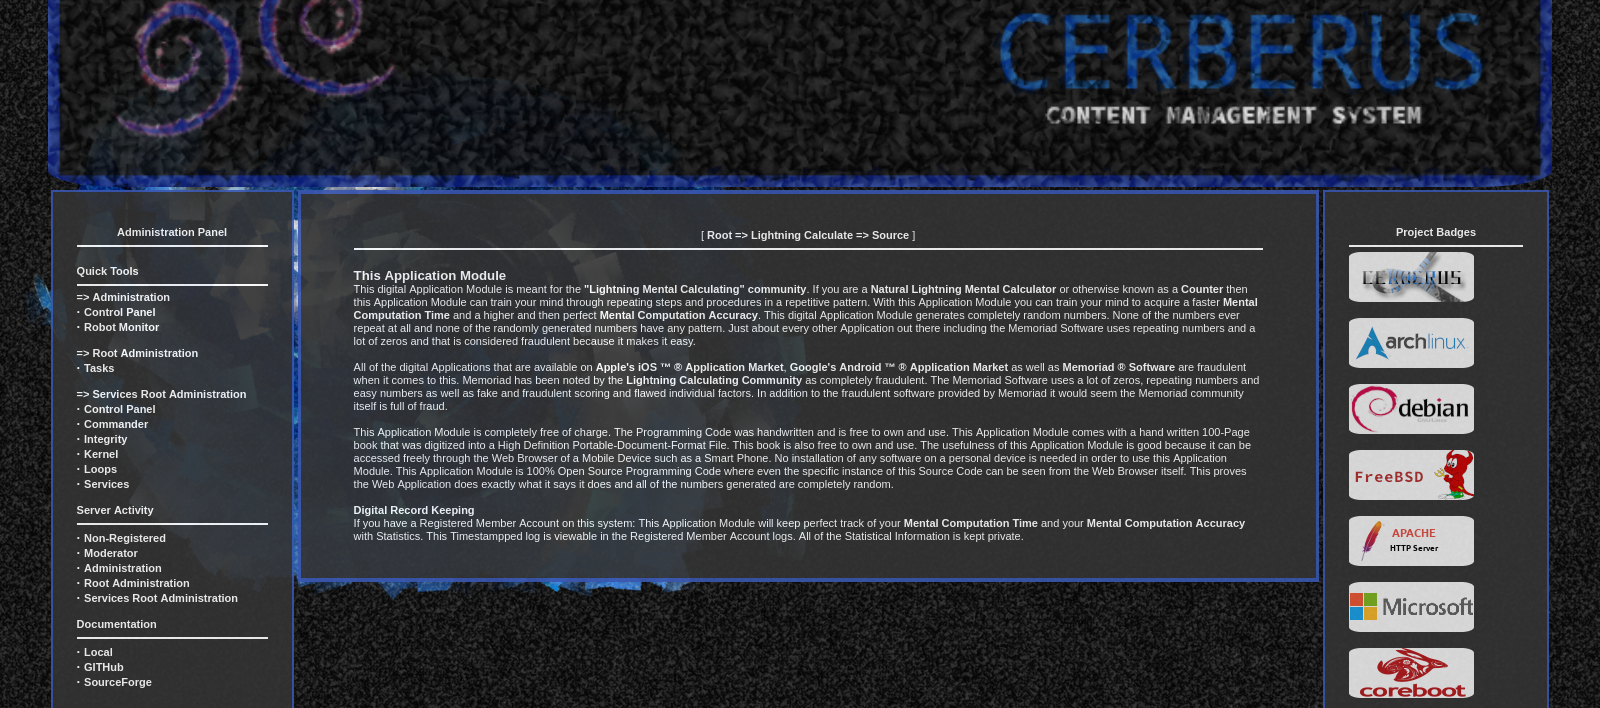 CERBERUS
CONTENT MANAGEMENT SYSTEM
Administration Panel
Quick Tools
=> Administration
· Control Panel
· Robot Monitor
=> Root Administration
· Tasks
=> Services Root Administration
· Control Panel
· Commander
· Integrity
· Kernel
· Loops
· Services
Server Activity
· Non-Registered
· Moderator
· Administration
· Root Administration
· Services Root Administration
Documentation
· Local
· GITHub
· SourceForge
[ Root => Lightning Calculate => Source ]
This Application Module
This digital Application Module is meant for the "Lightning Mental Calculating" community. If you are a Natural Lightning Mental Calculator or otherwise known as a Counter then
this Application Module can train your mind through repeating steps and procedures in a repetitive pattern. With this Application Module you can train your mind to acquire a faster Mental
Computation Time and a higher and then perfect Mental Computation Accuracy. This digital Application Module generates completely random numbers. None of the numbers ever
repeat at all and none of the randomly generated numbers have any pattern. Just about every other Application out there including the Memoriad Software uses repeating numbers and a
lot of zeros and that is considered fraudulent because it makes it easy.
All of the digital Applications that are available on Apple's iOS ™ ® Application Market, Google's Android ™ ® Application Market as well as Memoriad ® Software are fraudulent
when it comes to this. Memoriad has been noted by the Lightning Calculating Community as completely fraudulent. The Memoriad Software uses a lot of zeros, repeating numbers and
easy numbers as well as fake and fraudulent scoring and flawed individual factors. In addition to the fraudulent software provided by Memoriad it would seem the Memoriad community
itself is full of fraud.
This Application Module is completely free of charge. The Programming Code was handwritten and is free to own and use. This Application Module comes with a hand written 100-Page
book that was digitized into a High Definition Portable-Document-Format File. This book is also free to own and use. The usefulness of this Application Module is good because it can be
accessed freely through the Web Browser of a Mobile Device such as a Smart Phone. No installation of any software on a personal device is needed in order to use this Application
Module. This Application Module is 100% Open Source Programming Code where even the specific instance of this Source Code can be seen from the Web Browser itself. This proves
the Web Application does exactly what it says it does and all of the numbers generated are completely random.
Digital Record Keeping
If you have a Registered Member Account on this system: This Application Module will keep perfect track of your Mental Computation Time and your Mental Computation Accuracy
with Statistics. This Timestampped log is viewable in the Registered Member Account logs. All of the Statistical Information is kept private.
Project Badges
CERBERUS
archlinux
debian
FreeBSD
APACHE
HTTP Server
Microsoft
coreboot